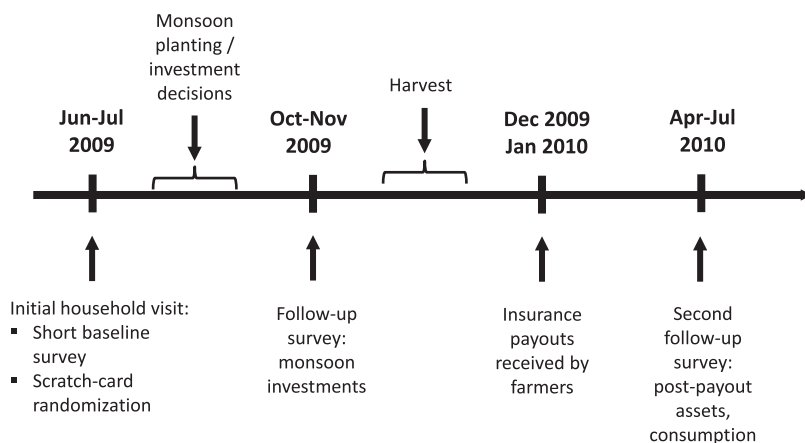 Monsoon
planting /
investment
decisions
Harvest
Jun-Jul
2009
Oct-Nov
2009
Dec 2009
Jan 2010
Apr-Jul
2010
Initial household visit:
▪ Short baseline
survey
▪ Scratch-card
randomization
Follow-up
survey:
monsoon
investments
Insurance
payouts
received by
farmers
Second
follow-up
survey:
post-payout
assets,
consumption